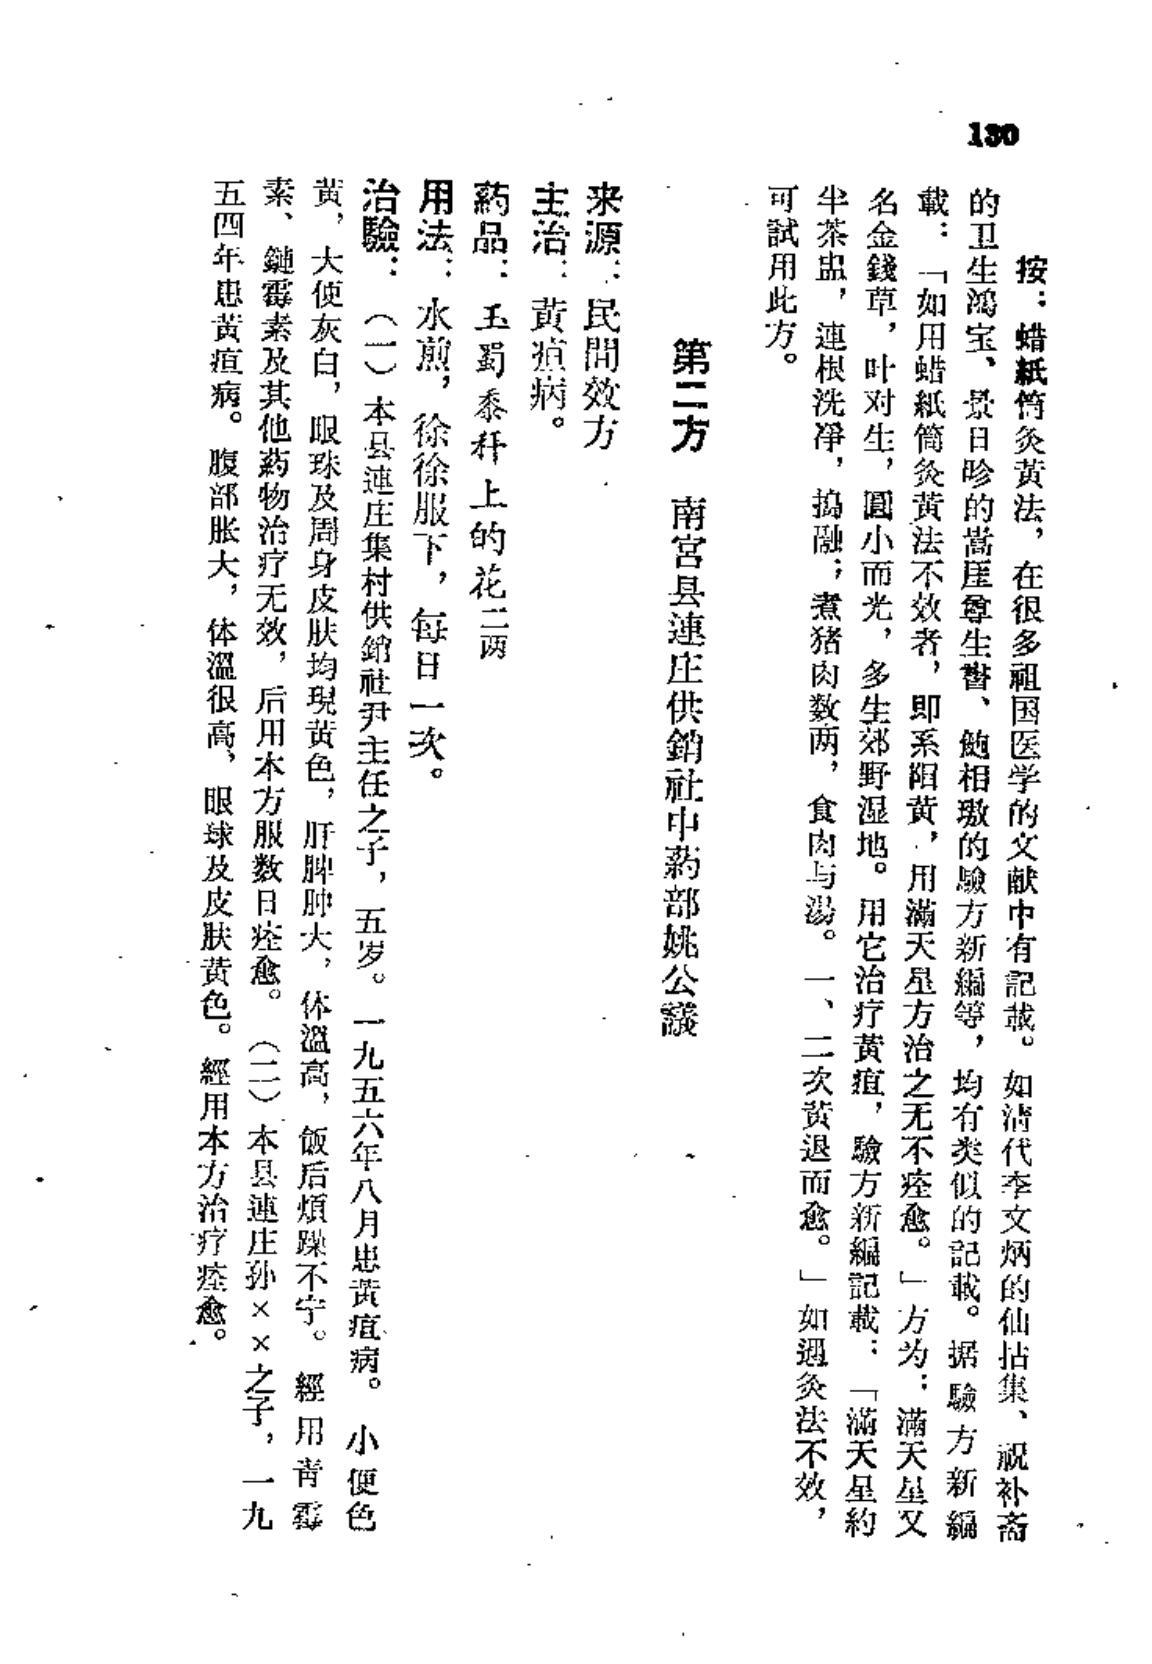 130
按：蜡紙筒灸黃法，在很多祖国医学的文献中有記載。如清代李文炳的仙拈集、祝补斋
的卫生鴻宝、景日昣的嵩厓尊生書、鮑相璈的驗方新編等，均有类似的記載。据驗方新編
載：「如用蜡紙筒灸黃法不效者，即系阳黃，用滿天星方治之无不痊愈。」方为：滿天星又
名金錢草，叶对生，圓小而光，多生郊野湿地。用它治疗黃疸，驗方新編記載：「滿天星約
半茶盅，連根洗凈，搗融；煮猪肉数两，食肉与湯。一、二次黃退而愈。」如遇灸法不效，
可試用此方。
第二方　南宮县連庄供銷社中葯部姚公議
来源：民間效方
主治：黃疸病。
葯品：玉蜀黍秆上的花二两
用法：水煎，徐徐服下，每日一次。
治驗：（一）本县連庄集村供銷社尹主任之子，五岁。一九五六年八月患黃疸病。小便色
黃，大便灰白，眼珠及周身皮肤均現黃色，肝脾肿大，体溫高，飯后煩躁不宁。經用青霉
素、鏈霉素及其他葯物治疗无效，后用本方服数日痊愈。（二）本县連庄孙××之子，一九
五四年患黃疸病。腹部胀大，体溫很高，眼球及皮肤黃色。經用本方治疗痊愈。